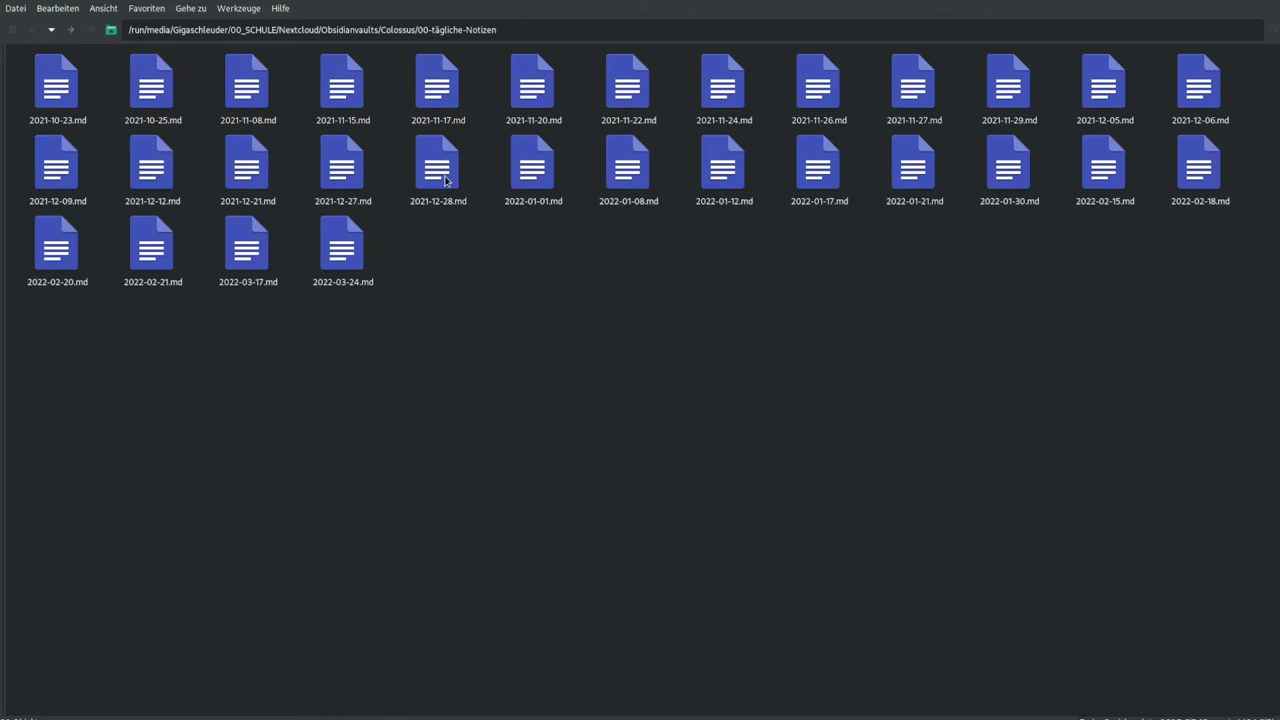 Datei Bearbeiten Ansicht Favoriten Gehe zu Werkzeuge Hilfe
/run/media/Gigaschleuder/00_SCHULE/Nextcloud/Obsidianvaults/Colossus/00-tägliche-Notizen
2021-10-23.md 2021-10-25.md 2021-11-08.md 2021-11-15.md 2021-11-17.md 2021-11-20.md 2021-11-22.md 2021-11-24.md 2021-11-26.md 2021-11-27.md 2021-11-29.md 2021-12-05.md 2021-12-06.md
2021-12-09.md 2021-12-12.md 2021-12-21.md 2021-12-27.md 2021-12-28.md 2022-01-01.md 2022-01-08.md 2022-01-12.md 2022-01-17.md 2022-01-21.md 2022-01-30.md 2022-02-15.md 2022-02-18.md
2022-02-20.md 2022-02-21.md 2022-03-17.md 2022-03-24.md